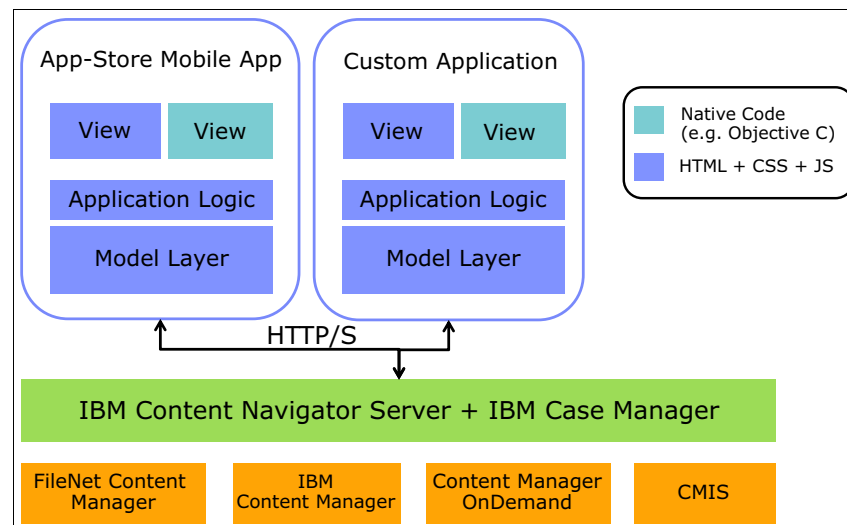 App-Store Mobile App
Custom Application
View
View
View
View
Application Logic
Application Logic
Model Layer
Model Layer
Native Code
(e.g. Objective C)
HTML + CSS + JS
HTTP/S
IBM Content Navigator Server + IBM Case Manager
FileNet Content
Manager
IBM
Content Manager
Content Manager
OnDemand
CMIS